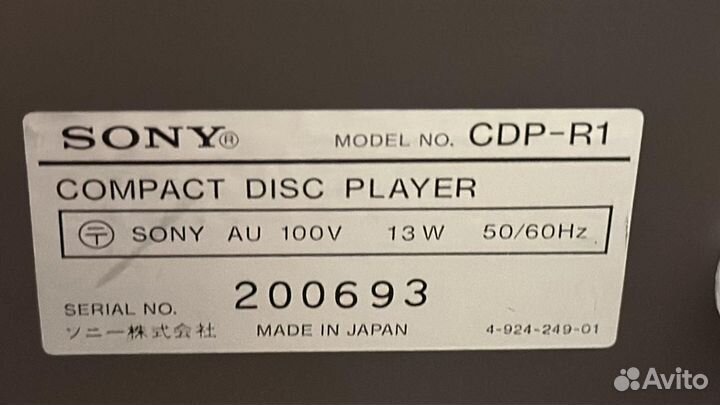 SONY® MODEL NO. CDP-R1
COMPACT DISC PLAYER
〒 SONY AU 100V 13W 50/60Hz
SERIAL NO. 200693
ソニー株式会社 MADE IN JAPAN 4-924-249-01
Avito